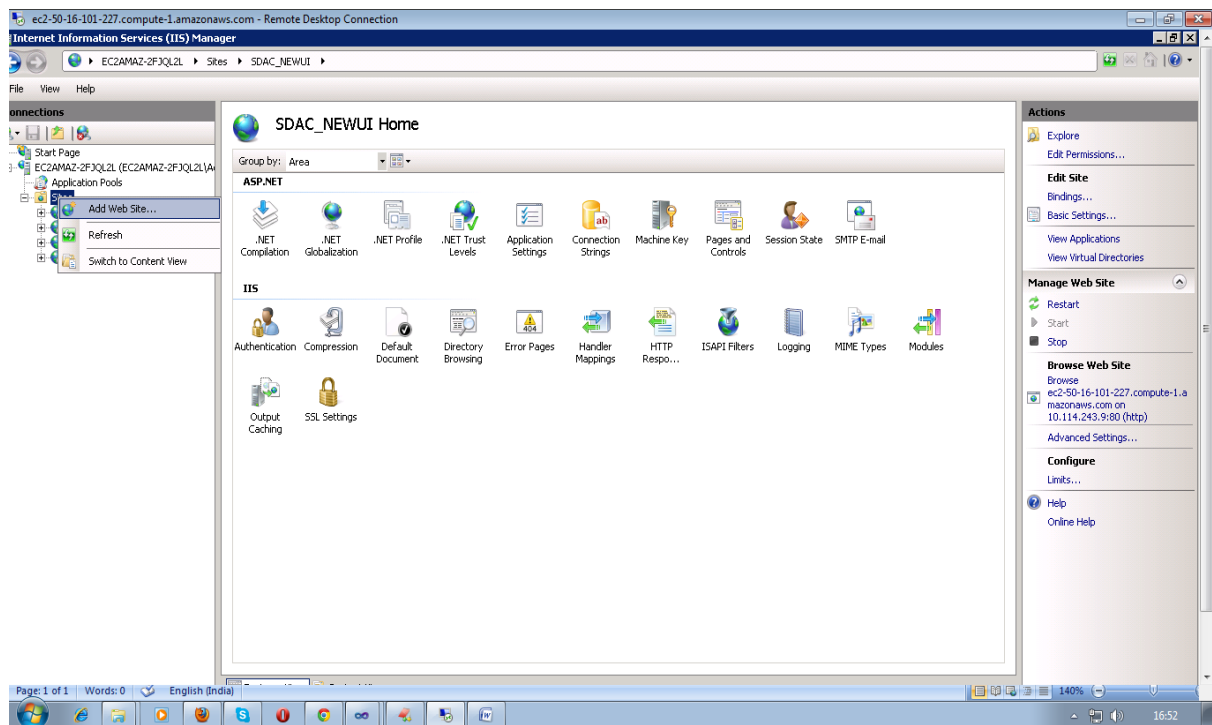 ec2-50-16-101-227.compute-1.amazonaws.com - Remote Desktop Connection
Internet Information Services (IIS) Manager
EC2AMAZ-2FJQL2L ▸ Sites ▸ SDAC_NEWUI ▸
File View Help
onnections
Start Page
EC2AMAZ-2FJQL2L (EC2AMAZ-2FJQL2L\A
Application Pools
Add Web Site...
Refresh
Switch to Content View
SDAC_NEWUI Home
Group by: Area
ASP.NET
.NET Compilation
.NET Globalization
.NET Profile
.NET Trust Levels
Application Settings
Connection Strings
Machine Key
Pages and Controls
Session State
SMTP E-mail
IIS
Authentication
Compression
Default Document
Directory Browsing
404
Error Pages
Handler Mappings
HTTP Respo...
ISAPI Filters
Logging
MIME Types
Modules
Output Caching
SSL Settings
Actions
Explore
Edit Permissions...
Edit Site
Bindings...
Basic Settings...
View Applications
View Virtual Directories
Manage Web Site
Restart
Start
Stop
Browse Web Site
Browse
ec2-50-16-101-227.compute-1.a
mazonaws.com on
10.114.243.9:80 (http)
Advanced Settings...
Configure
Limits...
Help
Online Help
Page: 1 of 1 Words: 0 English (India)
140%
16:52